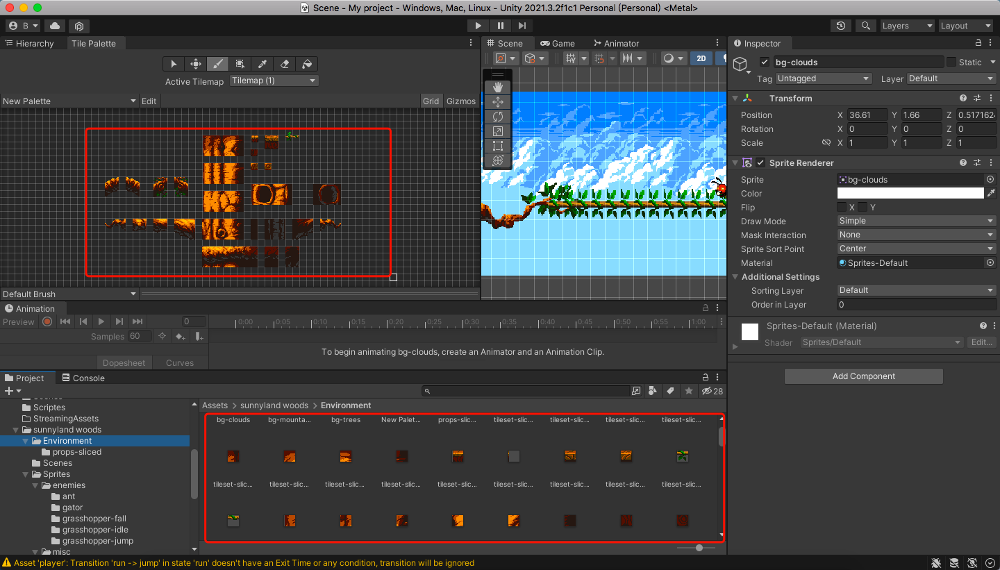 Scene - My project - Windows, Mac, Linux - Unity 2021.3.2f1c1 Personal (Personal) <Metal>
B
Layers
Layout
Hierarchy
Tile Palette
Active Tilemap
Tilemap (1)
New Palette
Edit
Grid
Gizmos
Default Brush
Scene
Game
Animator
2D
Inspector
bg-clouds
Static
Tag
Untagged
Layer
Default
Transform
Position X 36.61 Y 1.66 Z 0.517162
Rotation X 0 Y 0 Z 0
Scale X 1 Y 1 Z 1
Sprite Renderer
Sprite bg-clouds
Color
Flip X Y
Draw Mode Simple
Mask Interaction None
Sprite Sort Point Center
Material Sprites-Default
Additional Settings
Sorting Layer Default
Order in Layer 0
Sprites-Default (Material)
Shader Sprites/Default Edit...
Add Component
Animation
Preview 0
0:00 0:05 0:10 0:15 0:20 0:25 0:30 0:35 0:40 0:45 0:50 0:55 1:00
Samples 60
To begin animating bg-clouds, create an Animator and an Animation Clip.
Dopesheet Curves
Project
Console
28
Scriptes
StreamingAssets
sunnyland woods
Environment
props-sliced
Scenes
Sprites
enemies
ant
gator
grasshopper-fall
grasshopper-idle
grasshopper-jump
misc
Assets > sunnyland woods > Environment
bg-clouds bg-mounta... bg-trees New Palet... props-slic... tileset-slic... tileset-slic... tileset-slic... tileset-slic...
tileset-slic... tileset-slic... tileset-slic... tileset-slic... tileset-slic... tileset-slic... tileset-slic... tileset-slic... tileset-slic...
Asset 'player': Transition 'run -> jump' in state 'run' doesn't have an Exit Time or any condition, transition will be ignored